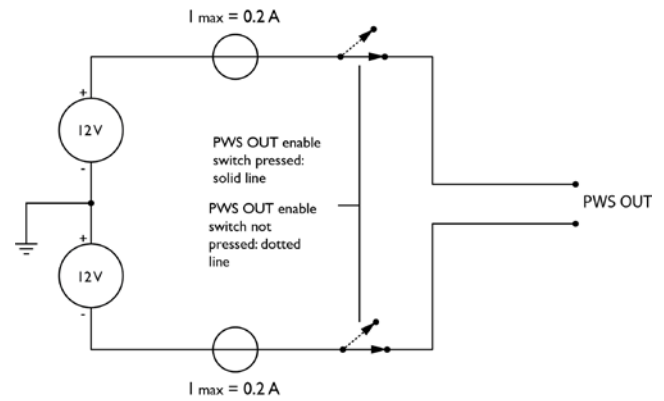 I max = 0.2 A
+
12V
-
PWS OUT enable
switch pressed:
solid line
PWS OUT enable
switch not
pressed: dotted
line
PWS OUT
+
12V
-
I max = 0.2 A